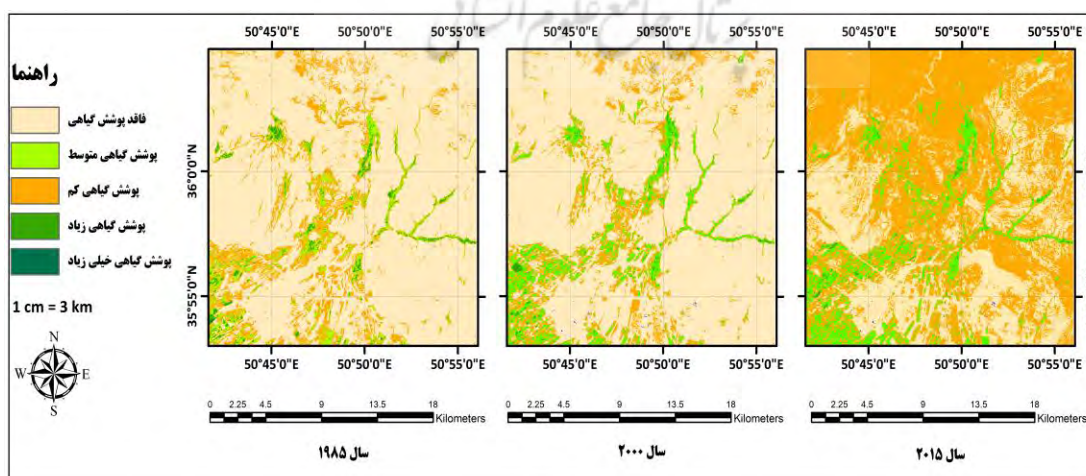 پرتال جامع علوم انسانی
راهنما
فاقد پوشش گیاهی
پوشش گیاهی متوسط
پوشش گیاهی کم
پوشش گیاهی زیاد
پوشش گیاهی خیلی زیاد
1 cm = 3 km
N
W E
S
50°45'0"E 50°50'0"E 50°55'0"E
50°45'0"E 50°50'0"E 50°55'0"E
50°45'0"E 50°50'0"E 50°55'0"E
36°0'0"N
35°55'0"N
50°45'0"E 50°50'0"E 50°55'0"E
50°45'0"E 50°50'0"E 50°55'0"E
50°45'0"E 50°50'0"E 50°55'0"E
0 2.25 4.5 9 13.5 18 Kilometers
0 2.25 4.5 9 13.5 18 Kilometers
0 2.25 4.5 9 13.5 18 Kilometers
سال ۱۹۸۵
سال ۲۰۰۰
سال ۲۰۱۵